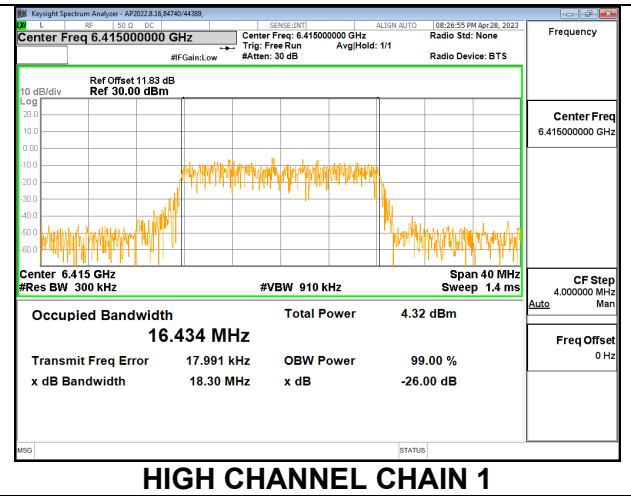 Keysight Spectrum Analyzer - AP2022.8.16,84740/44389,
L RF 50 Ω DC SENSE:INT ALIGN AUTO 08:26:55 PM Apr 28, 2023
Center Freq 6.415000000 GHz
Center Freq: 6.415000000 GHz
Radio Std: None
Trig: Free Run Avg|Hold: 1/1
#IFGain:Low #Atten: 30 dB Radio Device: BTS
Frequency
Ref Offset 11.83 dB
10 dB/div Ref 30.00 dBm
Log
20.0
10.0
0.00
-10.0
-20.0
-30.0
-40.0
-50.0
-60.0
Center 6.415 GHz Span 40 MHz
#Res BW 300 kHz #VBW 910 kHz Sweep 1.4 ms
Center Freq
6.415000000 GHz
CF Step
4.000000 MHz
Auto Man
Freq Offset
0 Hz
Occupied Bandwidth Total Power 4.32 dBm
16.434 MHz
Transmit Freq Error 17.991 kHz OBW Power 99.00 %
x dB Bandwidth 18.30 MHz x dB -26.00 dB
MSG STATUS
HIGH CHANNEL CHAIN 1